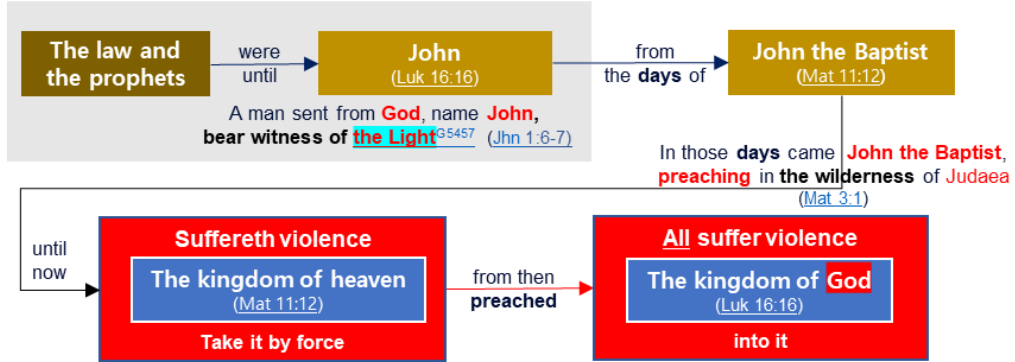 The law and
the prophets
were
until
John
(Luk 16:16)
from
the days of
John the Baptist
(Mat 11:12)
A man sent from God, name John,
bear witness of the LightG5457 (Jhn 1:6-7)
In those days came John the Baptist,
preaching in the wilderness of Judaea
(Mat 3:1)
until
now
Suffereth violence
The kingdom of heaven
(Mat 11:12)
Take it by force
from then
preached
All suffer violence
The kingdom of God
(Luk 16:16)
into it